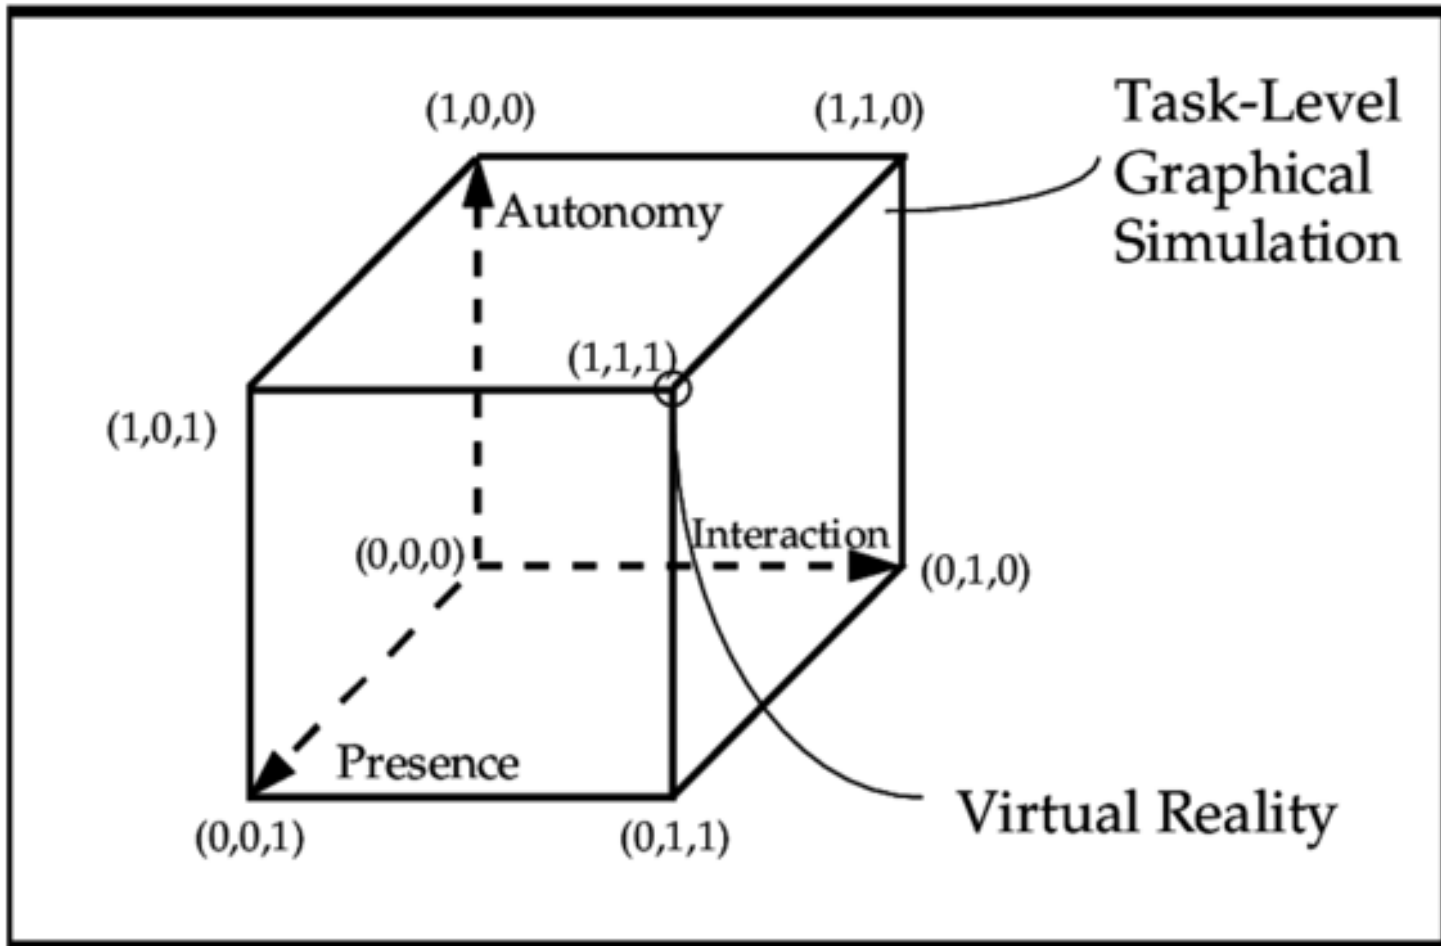 (1,0,0)
(1,1,0)
Task-Level
Graphical
Simulation
Autonomy
(1,1,1)
(1,0,1)
(0,0,0)
Interaction
(0,1,0)
Presence
(0,0,1)
(0,1,1)
Virtual Reality